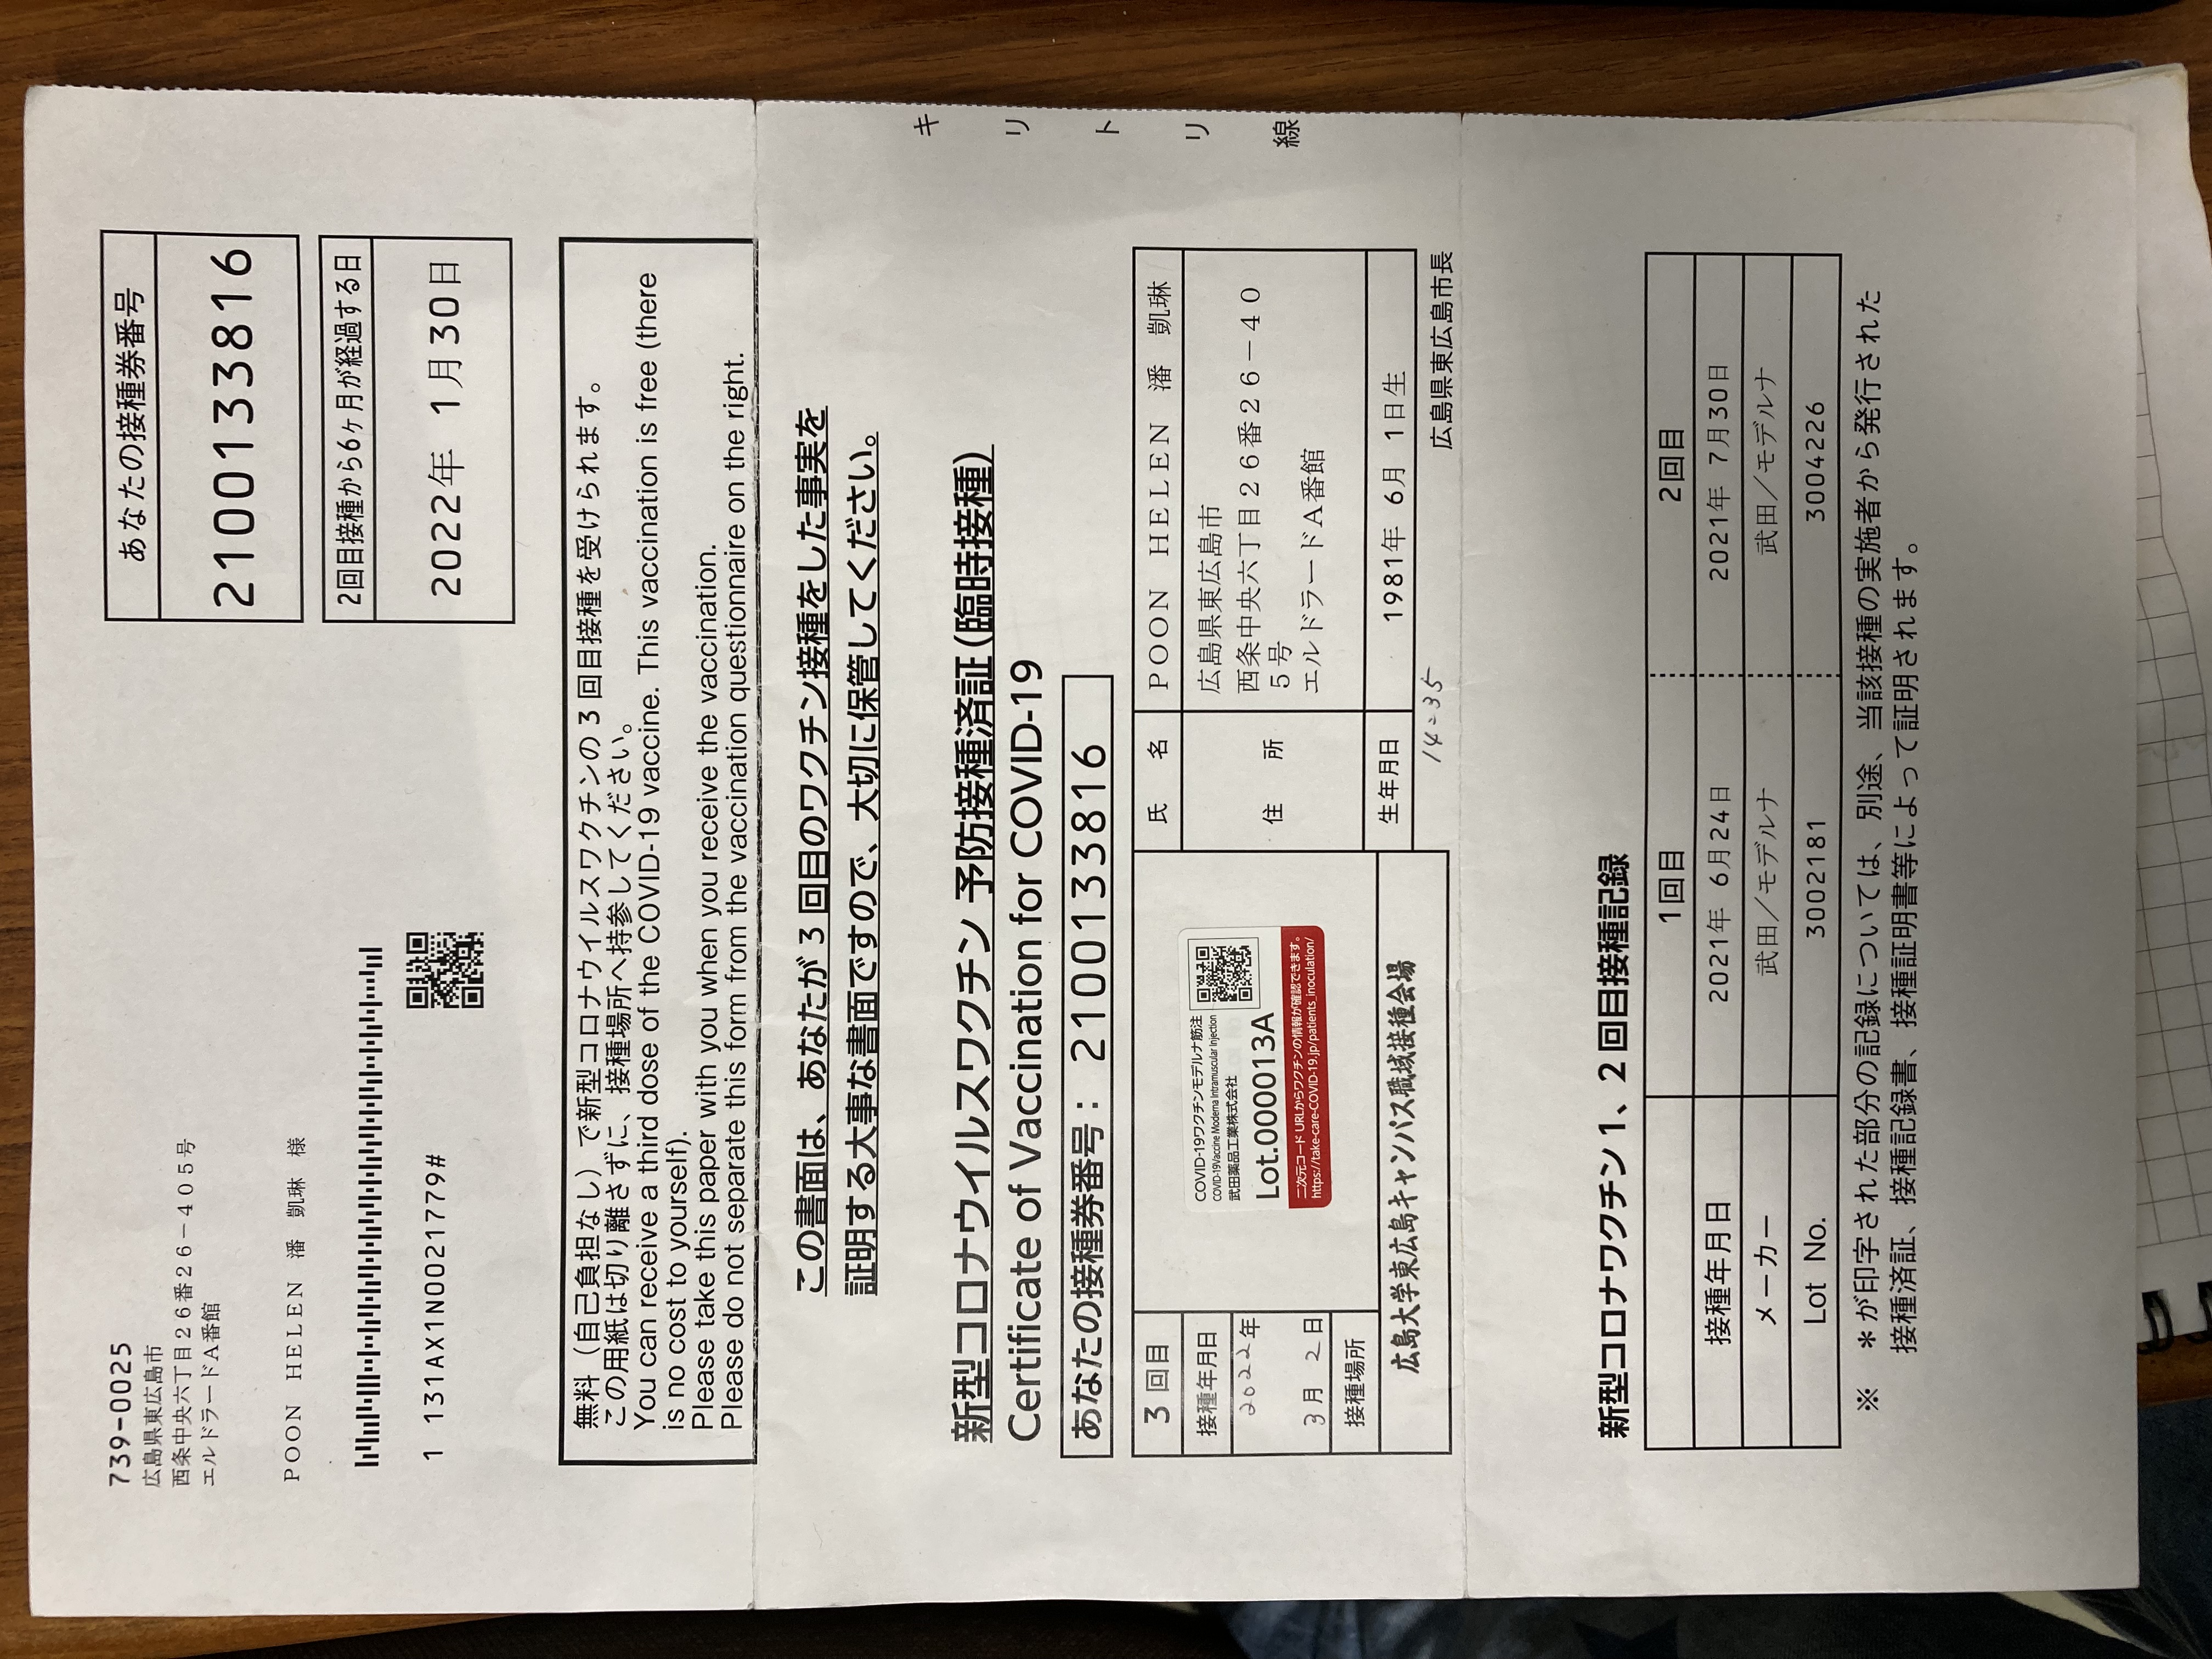 739-0025
広島県東広島市
西条中央六丁目２６番２６－４０５号
エルドラードＡ番館
ＰＯＯＮ　ＨＥＬＥＮ　潘　凱琳　様
1 131AX1N0021779#
あなたの接種券番号
2100133816
2回目接種から6ヶ月が経過する日
2022年 1月30日
無料（自己負担なし）で新型コロナウイルスワクチンの 3 回目接種を受けられます。
この用紙は切り離さずに、接種場所へ持参してください。
You can receive a third dose of the COVID-19 vaccine. This vaccination is free (there
is no cost to yourself).
Please take this paper with you when you receive the vaccination.
Please do not separate this form from the vaccination questionnaire on the right.
この書面は、あなたが 3 回目のワクチン接種をした事実を
証明する大事な書面ですので、大切に保管してください。
キリトリ線
新型コロナウイルスワクチン 予防接種済証（臨時接種）
Certificate of Vaccination for COVID-19
あなたの接種券番号： 2100133816
3 回目
接種年月日
2022年
3月 2日
接種場所
広島大学東広島キャンパス職域接種会場
COVID-19ワクチンモデルナ筋注
COVID-19Vaccine Moderna Intramuscular Injection
武田薬品工業株式会社
Lot.000013A
二次元コード URLからワクチンの情報が確認できます。
https://take-care-COVID-19.jp/patients_inoculation/
氏　名　ＰＯＯＮ　ＨＥＬＥＮ　潘　凱琳
住　所
広島県東広島市
西条中央六丁目２６番２６－４０
５号
エルドラードＡ番館
生年月日　1981年 6月 1日生
14:35
広島県東広島市長
新型コロナワクチン 1、2 回目接種記録
1回目 2回目
接種年月日 2021年 6月24日 2021年 7月30日
メーカー 武田／モデルナ 武田／モデルナ
Lot No. 3002181 3004226
※　＊が印字された部分の記録については、別途、当該接種の実施者から発行された
接種済証、接種記録書、接種証明書等によって証明されます。